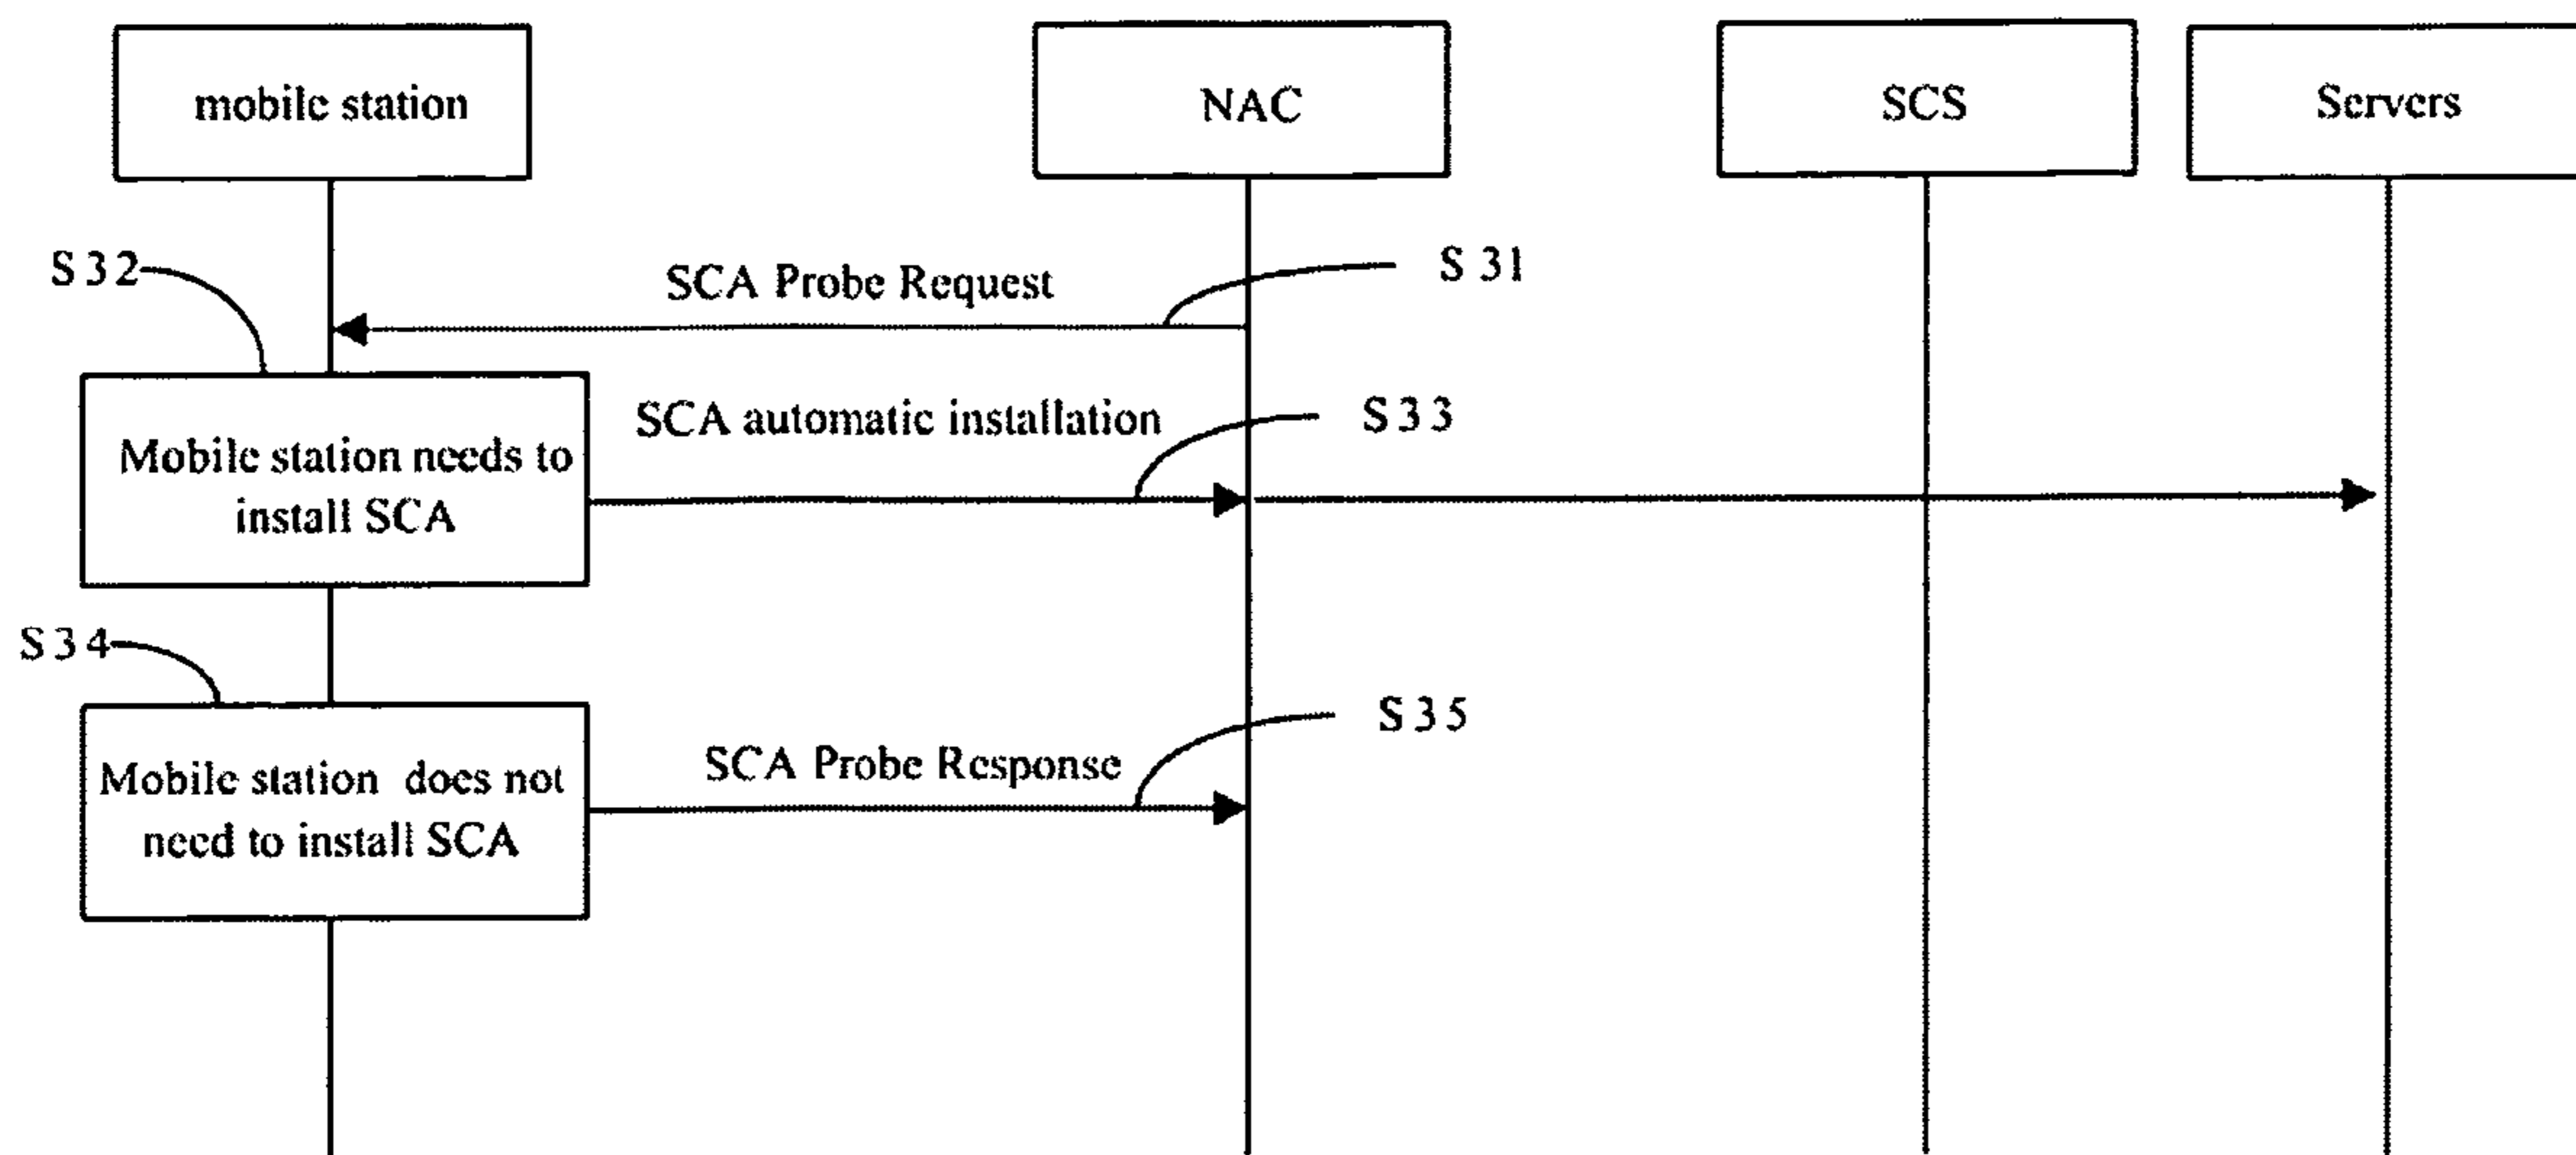 mobile station
NAC
SCS
Servers
S32
SCA Probe Request
S 31
Mobile station needs to
install SCA
SCA automatic installation
S33
S34
Mobile station does not
need to install SCA
SCA Probe Response
S35